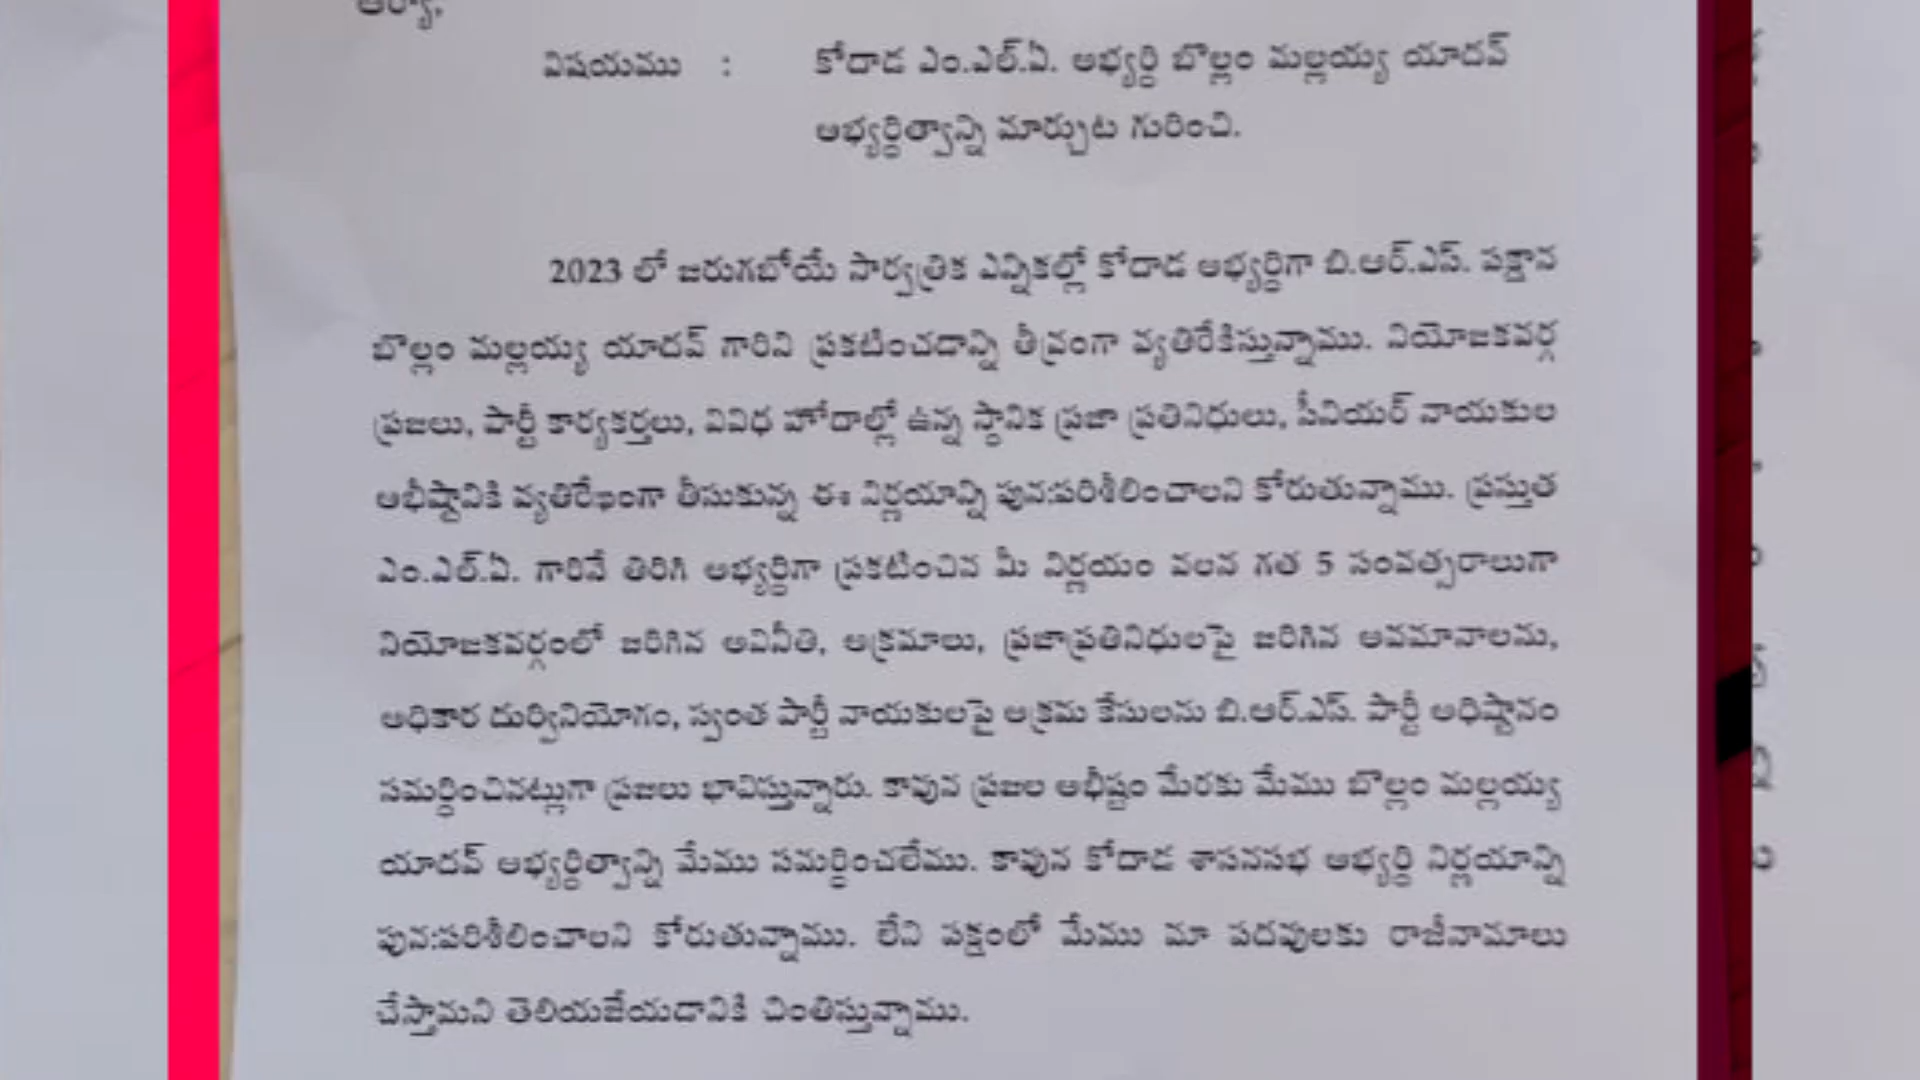 ఆర్యా,
విషయము : కోదాడ ఎం.ఎల్.ఏ. అభ్యర్థి బొల్లం మల్లయ్య యాదవ్
అభ్యర్థిత్వాన్ని మార్చుట గురించి.
2023 లో జరుగబోయే సార్వత్రిక ఎన్నికల్లో కోదాడ అభ్యర్థిగా బి.ఆర్.ఎస్. పక్షాన
బొల్లం మల్లయ్య యాదవ్ గారిని ప్రకటించడాన్ని తీవ్రంగా వ్యతిరేకిస్తున్నాము. నియోజకవర్గ
ప్రజలు, పార్టీ కార్యకర్తలు, వివిధ హోదాల్లో ఉన్న స్థానిక ప్రజా ప్రతినిధులు, సీనియర్ నాయకుల
అభీష్టానికి వ్యతిరేఖంగా తీసుకున్న ఈ నిర్ణయాన్ని పున:పరిశీలించాలని కోరుతున్నాము. ప్రస్తుత
ఎం.ఎల్.ఏ. గారినే తిరిగి అభ్యర్థిగా ప్రకటించిన మీ నిర్ణయం వలన గత 5 సంవత్సరాలుగా
నియోజకవర్గంలో జరిగిన అవినీతి, అక్రమాలు, ప్రజాప్రతినిధులపై జరిగిన అవమానాలను,
అధికార దుర్వినియోగం, స్వంత పార్టీ నాయకులపై అక్రమ కేసులను బి.ఆర్.ఎస్. పార్టీ అధిష్టానం
సమర్థించినట్లుగా ప్రజలు భావిస్తున్నారు. కావున ప్రజల అభీష్టం మేరకు మేము బొల్లం మల్లయ్య
యాదవ్ అభ్యర్థిత్వాన్ని మేము సమర్థించలేము. కావున కోదాడ శాసనసభ అభ్యర్థి నిర్ణయాన్ని
పున:పరిశీలించాలని కోరుతున్నాము. లేని పక్షంలో మేము మా పదవులకు రాజీనామాలు
చేస్తామని తెలియజేయడానికి చింతిస్తున్నాము.